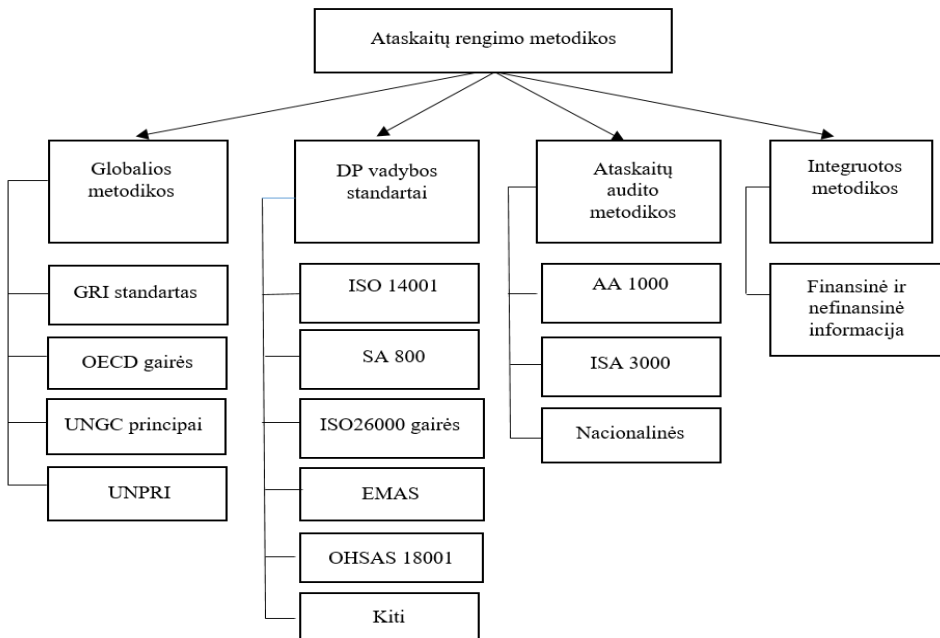 Ataskaitų rengimo metodikos
Globalios
metodikos
GRI standartas
OECD gairės
UNGC principai
UNPRI
DP vadybos
standartai
ISO 14001
SA 800
ISO26000 gairės
EMAS
OHSAS 18001
Kiti
Ataskaitų
audito
metodikos
AA 1000
ISA 3000
Nacionalinės
Integruotos
metodikos
Finansinė ir
nefinansinė
informacija